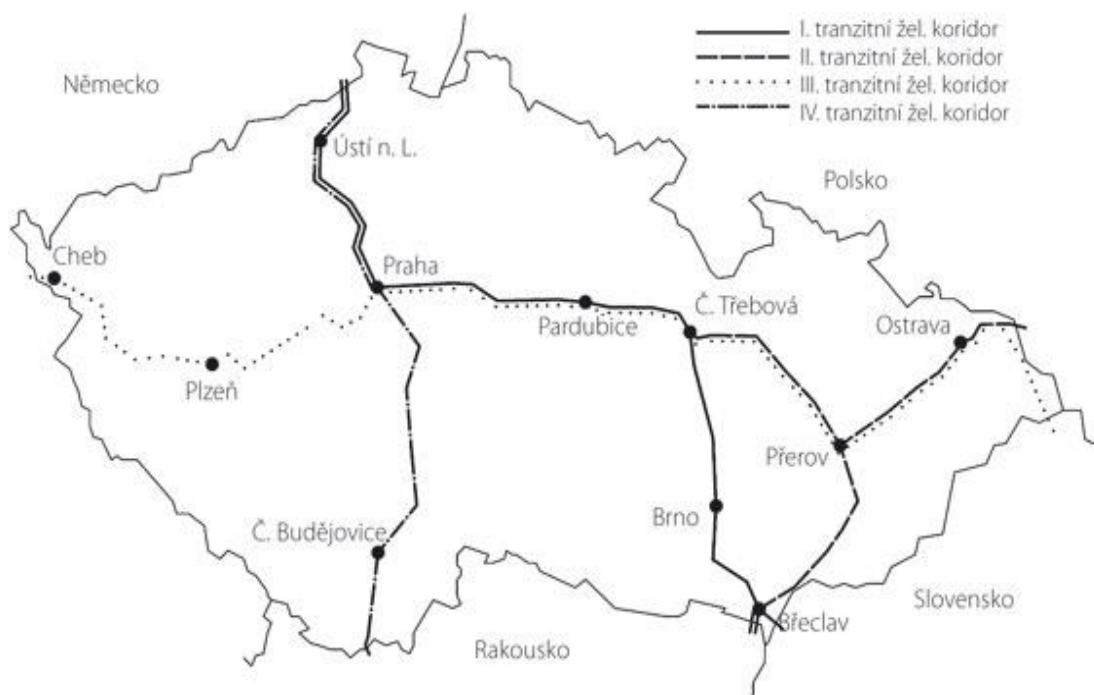 I. tranzitní žel. koridor
II. tranzitní žel. koridor
III. tranzitní žel. koridor
IV. tranzitní žel. koridor
Německo
Ústí n. L.
Polsko
Cheb
Praha
Pardubice
Č. Třebová
Ostrava
Plzeň
Přerov
Brno
Č. Budějovice
Slovensko
Břeclav
Rakousko